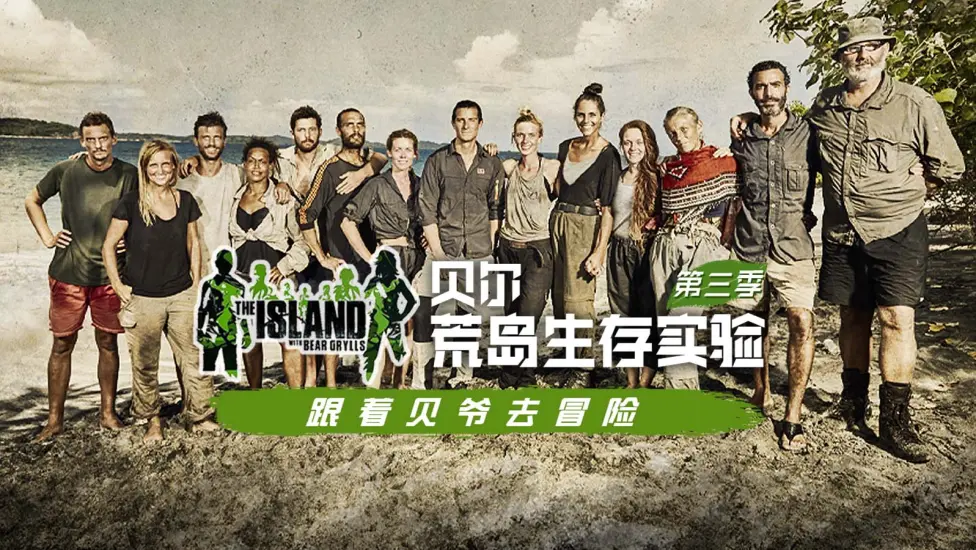 THE
ISLAND
WITH BEAR GRYLLS
贝尔
第三季
荒岛生存实验
跟着贝爷去冒险